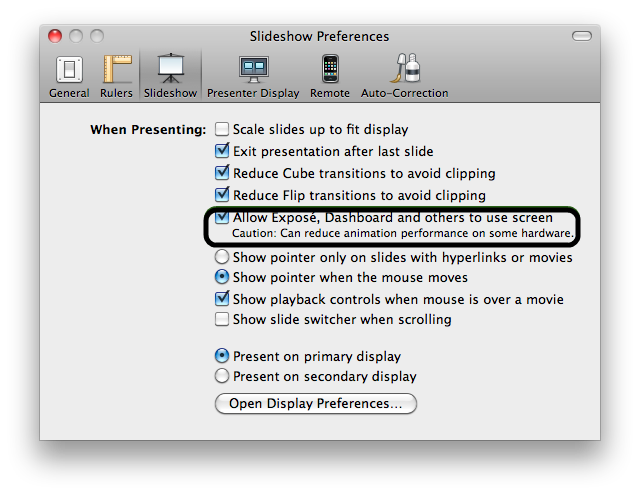 Slideshow Preferences
General Rulers Slideshow Presenter Display Remote Auto-Correction
When Presenting: Scale slides up to fit display
Exit presentation after last slide
Reduce Cube transitions to avoid clipping
Reduce Flip transitions to avoid clipping
Allow Exposé, Dashboard and others to use screen
Caution: Can reduce animation performance on some hardware.
Show pointer only on slides with hyperlinks or movies
Show pointer when the mouse moves
Show playback controls when mouse is over a movie
Show slide switcher when scrolling
Present on primary display
Present on secondary display
Open Display Preferences...